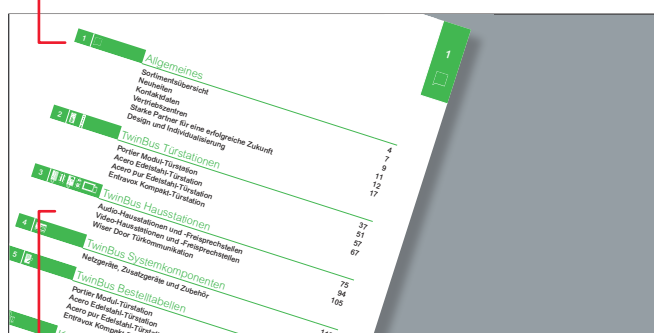 1
1 Allgemeines
Sortimentsübersicht 4
Neuheiten 7
Kontaktdaten 9
Vertriebszentren 11
Starke Partner für eine erfolgreiche Zukunft 12
Design und Individualisierung 17
2 TwinBus Türstationen
Portier Modul-Türstation 37
Acero Edelstahl-Türstation 51
Acero pur Edelstahl-Türstation 57
Entravox Kompakt-Türstation 67
3 TwinBus Hausstationen
Audio-Hausstationen und -Freisprechstellen 75
Video-Hausstationen und -Freisprechstellen 94
Wiser Door Türkommunikation 105
4 TwinBus Systemkomponenten
Netzgeräte, Zusatzgeräte und Zubehör
5 TwinBus Bestelltabellen
Portier Modul-Türstation
Acero Edelstahl-Türstation
Acero pur
Entravox